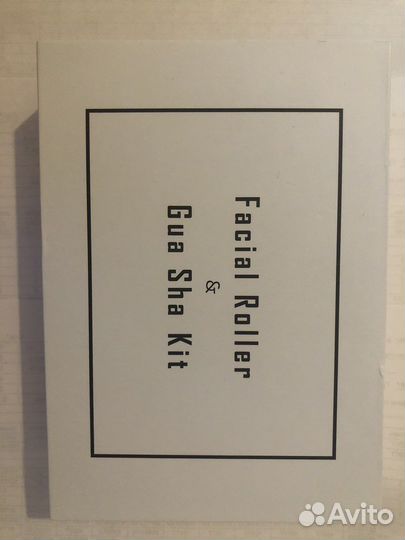 Facial Roller
&
Gua Sha Kit
Avito